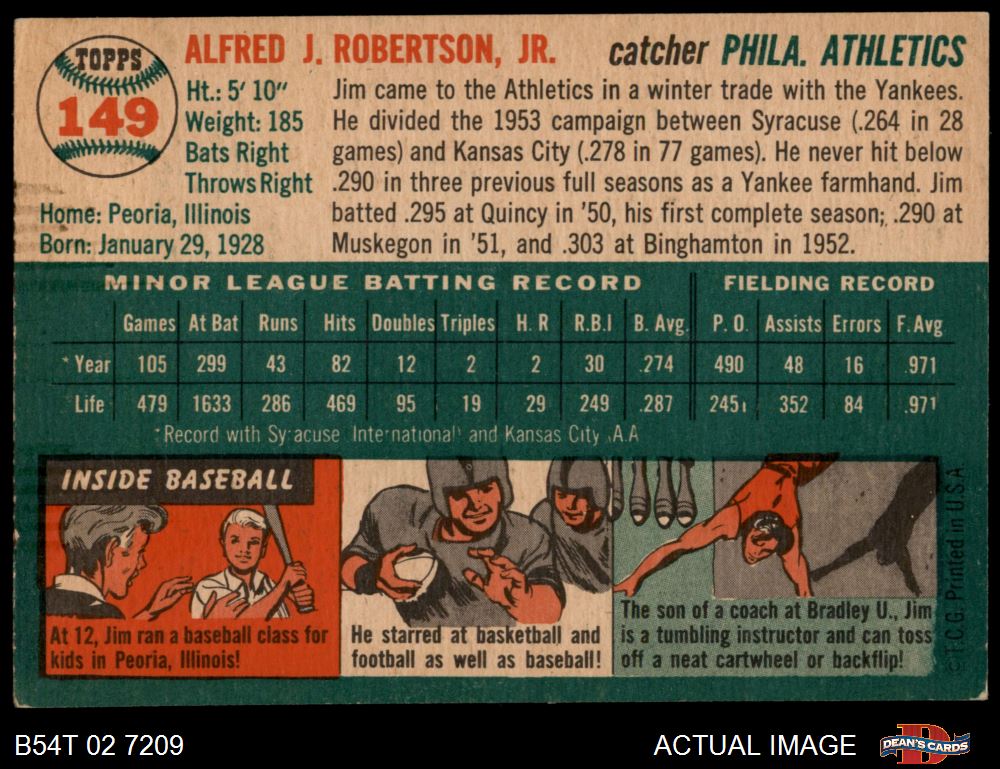 TOPPS
149
ALFRED J. ROBERTSON, JR. catcher PHILA. ATHLETICS
Ht.: 5' 10"
Weight: 185
Bats Right
Throws Right
Home: Peoria, Illinois
Born: January 29, 1928
Jim came to the Athletics in a winter trade with the Yankees.
He divided the 1953 campaign between Syracuse (.264 in 28
games) and Kansas City (.278 in 77 games). He never hit below
.290 in three previous full seasons as a Yankee farmhand. Jim
batted .295 at Quincy in '50, his first complete season; .290 at
Muskegon in '51, and .303 at Binghamton in 1952.
MINOR LEAGUE BATTING RECORD FIELDING RECORD
Games At Bat Runs Hits Doubles Triples H. R R.B.I B. Avg. P. O. Assists Errors F. Avg
* Year 105 299 43 82 12 2 2 30 .274 490 48 16 .971
Life 479 1633 286 469 95 19 29 249 .287 2451 352 84 .971
*Record with Syracuse International and Kansas City A.A
INSIDE BASEBALL
At 12, Jim ran a baseball class for
kids in Peoria, Illinois!
He starred at basketball and
football as well as baseball!
The son of a coach at Bradley U., Jim
is a tumbling instructor and can toss
off a neat cartwheel or backflip!
©T.C.G. Printed in U.S.A
B54T 02 7209
ACTUAL IMAGE
DEAN'S CARDS